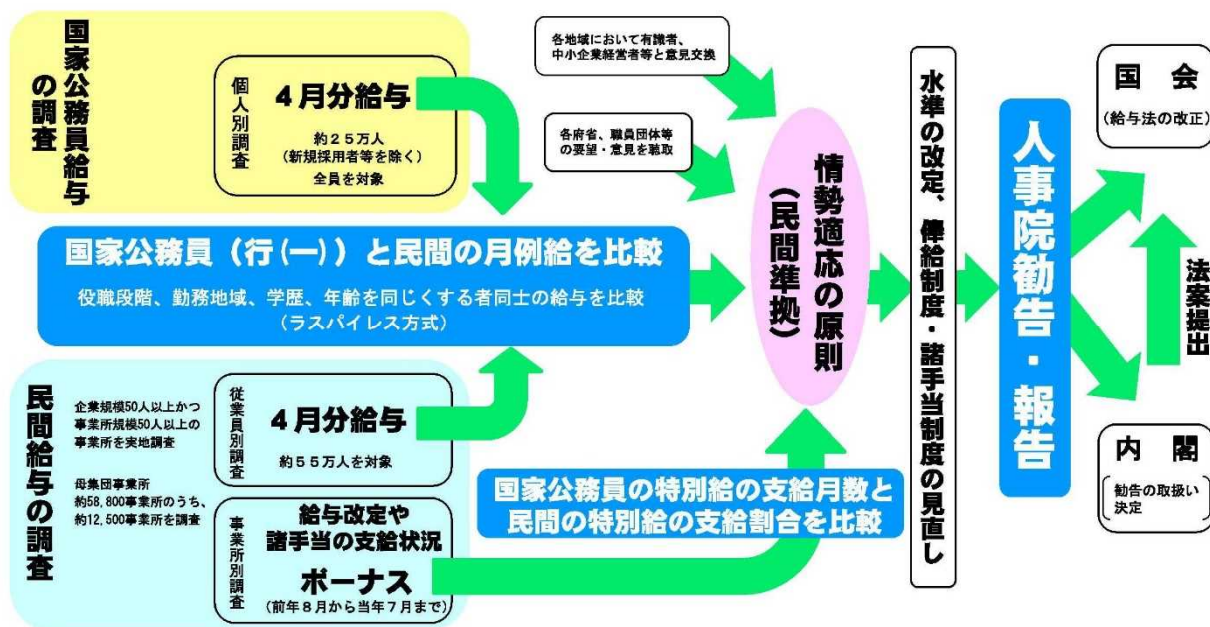 国家公務員給与
の調査
個人別調査
４月分給与
約２５万人
（新規採用者等を除く）
全員を対象
国家公務員（行(一)）と民間の月例給を比較
役職段階、勤務地域、学歴、年齢を同じくする者同士の給与を比較
（ラスパイレス方式）
民間給与の調査
企業規模50人以上かつ
事業所規模50人以上の
事業所を実地調査
母集団事業所
約58,800事業所のうち、
約12,500事業所を調査
従業員別調査
４月分給与
約５５万人を対象
事業所別調査
給与改定や
諸手当の支給状況
ボーナス
（前年８月から当年７月まで）
国家公務員の特別給の支給月数と
民間の特別給の支給割合を比較
各地域において有識者、
中小企業経営者等と意見交換
各府省、職員団体等
の要望・意見を聴取
情勢適応の原則
（民間準拠）
水準の改定、俸給制度・諸手当制度の見直し
人事院勧告・報告
国　会
（給与法の改正）
法案提出
内　閣
勧告の取扱い
決定